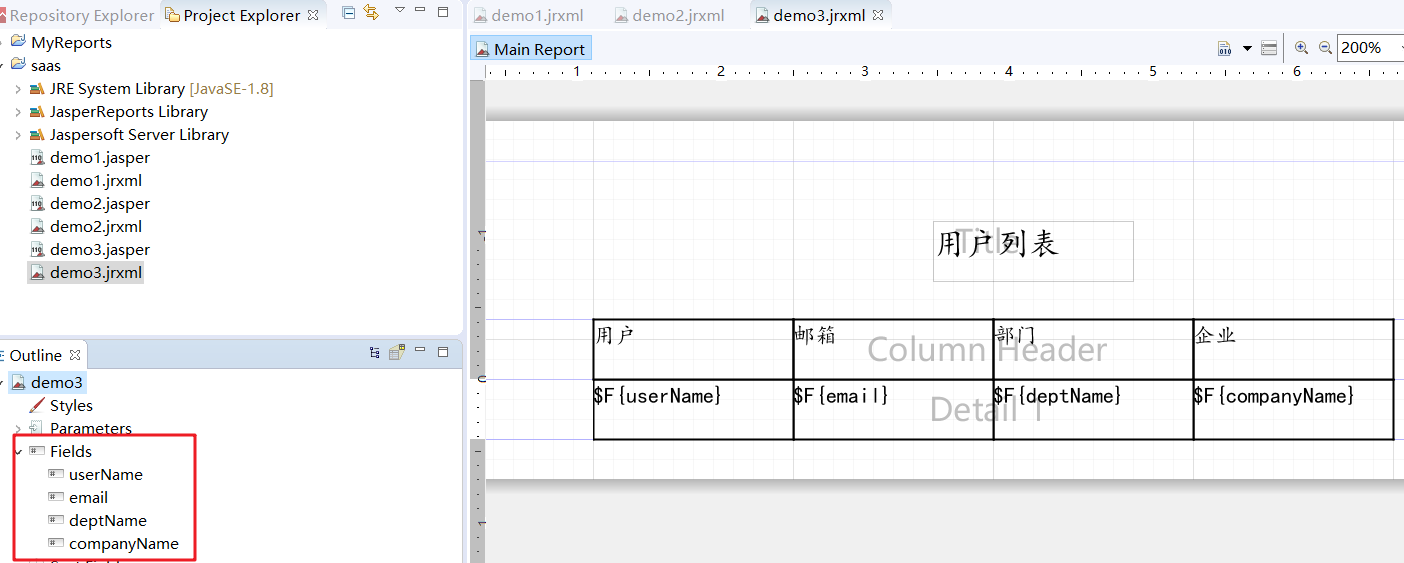 Repository Explorer
Project Explorer
MyReports
saas
JRE System Library [JavaSE-1.8]
JasperReports Library
Jaspersoft Server Library
demo1.jasper
demo1.jrxml
demo2.jasper
demo2.jrxml
demo3.jasper
demo3.jrxml
Outline
demo3
Styles
Parameters
Fields
userName
email
deptName
companyName
demo1.jrxml
demo2.jrxml
demo3.jrxml
Main Report
200%
1 2 3 4 5 6
Title
用户列表
用户 邮箱 部门 企业
Column Header
$F{userName} $F{email} $F{deptName} $F{companyName}
Detail 1